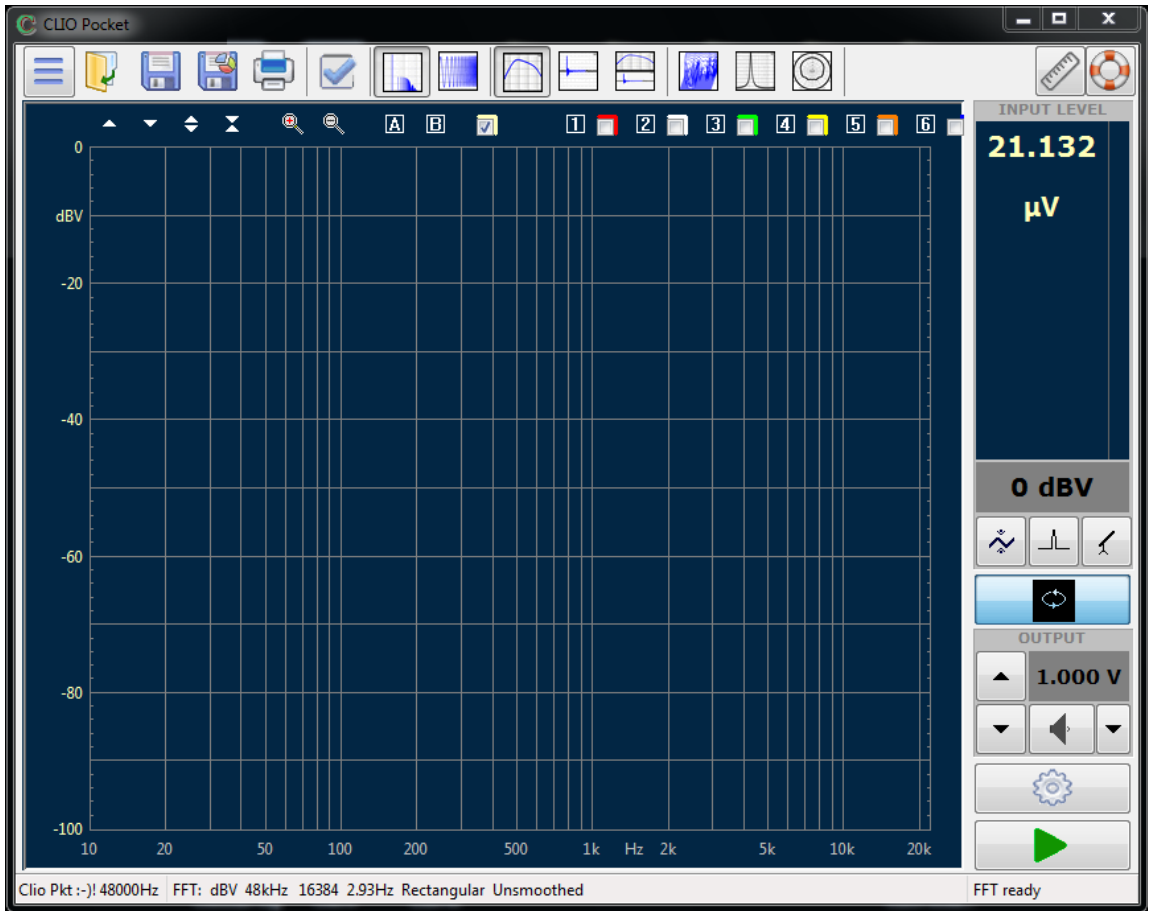 CLIO Pocket
INPUT LEVEL
A B 1 2 3 4 5 6
21.132
µV
0
dBV
-20
-40
-60
-80
-100
10 20 50 100 200 500 1k Hz 2k 5k 10k 20k
0 dBV
OUTPUT
1.000 V
Clio Pkt :-)! 48000Hz FFT: dBV 48kHz 16384 2.93Hz Rectangular Unsmoothed FFT ready